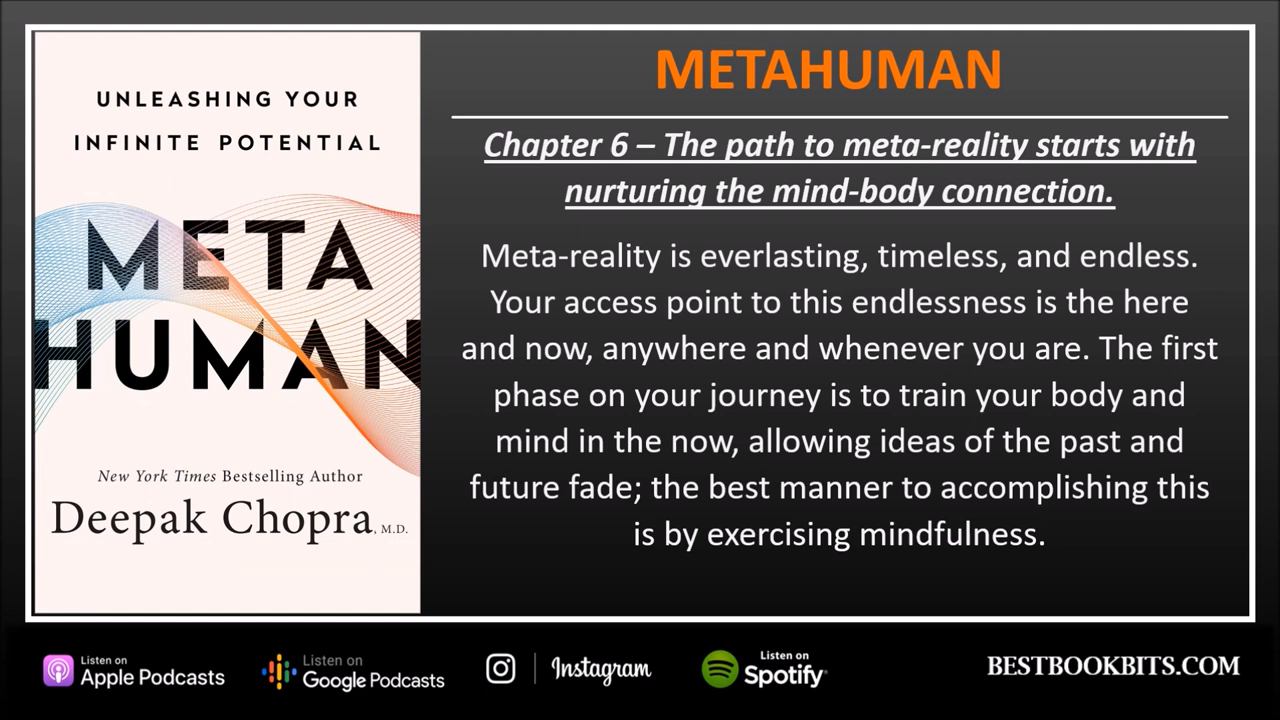 UNLEASHING YOUR
INFINITE POTENTIAL
META
HUMAN
New York Times Bestselling Author
Deepak Chopra, M.D.
METAHUMAN
Chapter 6 – The path to meta-reality starts with
nurturing the mind-body connection.
Meta-reality is everlasting, timeless, and endless.
Your access point to this endlessness is the here
and now, anywhere and whenever you are. The first
phase on your journey is to train your body and
mind in the now, allowing ideas of the past and
future fade; the best manner to accomplishing this
is by exercising mindfulness.
Listen on
Apple Podcasts
Listen on
Google Podcasts
Instagram
Listen on
Spotify
BESTBOOKBITS.COM